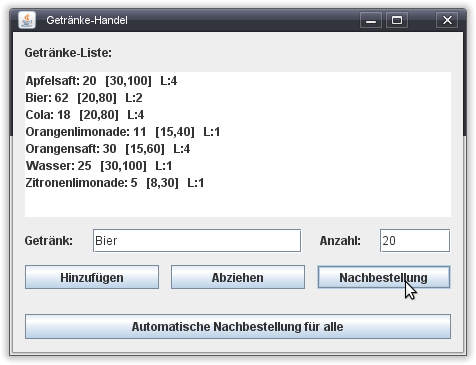 Getränke-Handel
Getränke-Liste:
Apfelsaft: 20 [30,100] L:4
Bier: 62 [20,80] L:2
Cola: 18 [20,80] L:4
Orangenlimonade: 11 [15,40] L:1
Orangensaft: 30 [15,60] L:4
Wasser: 25 [30,100] L:1
Zitronenlimonade: 5 [8,30] L:1
Getränk: Bier Anzahl: 20
Hinzufügen Abziehen Nachbestellung
Automatische Nachbestellung für alle